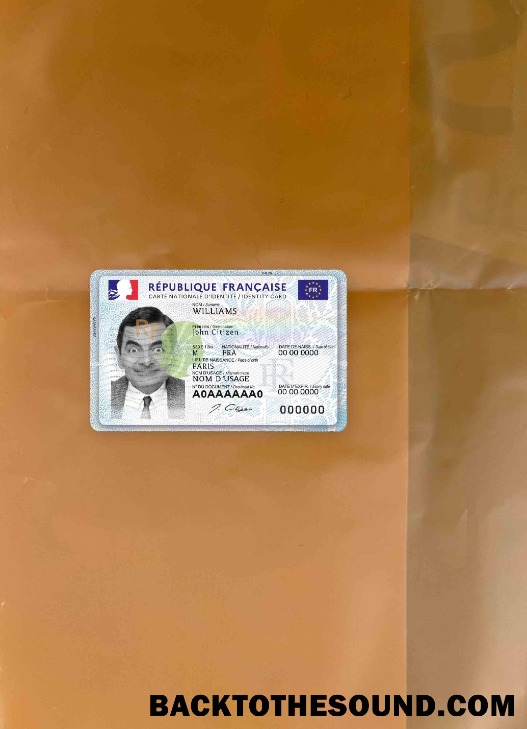 RÉPUBLIQUE FRANÇAISE
FR
CARTE NATIONALE D'IDENTITÉ / IDENTITY CARD
NOM / Surname
WILLIAMS
Prénoms / Given names
John Citizen
SEXE / Sex NATIONALITÉ / Nationality DATE DE NAISS. / Date of birth
M FRA 00 00 0000
LIEU DE NAISSANCE / Place of birth
PARIS
NOM D'USAGE /
NOM D'USAGE
N° DU DOCUMENT / Document No DATE D'EXPIR. / Expiry date
A0AAAAAA0 00 00 0000
J. Citizen
000000
RF
BACKTOTHESOUND.COM